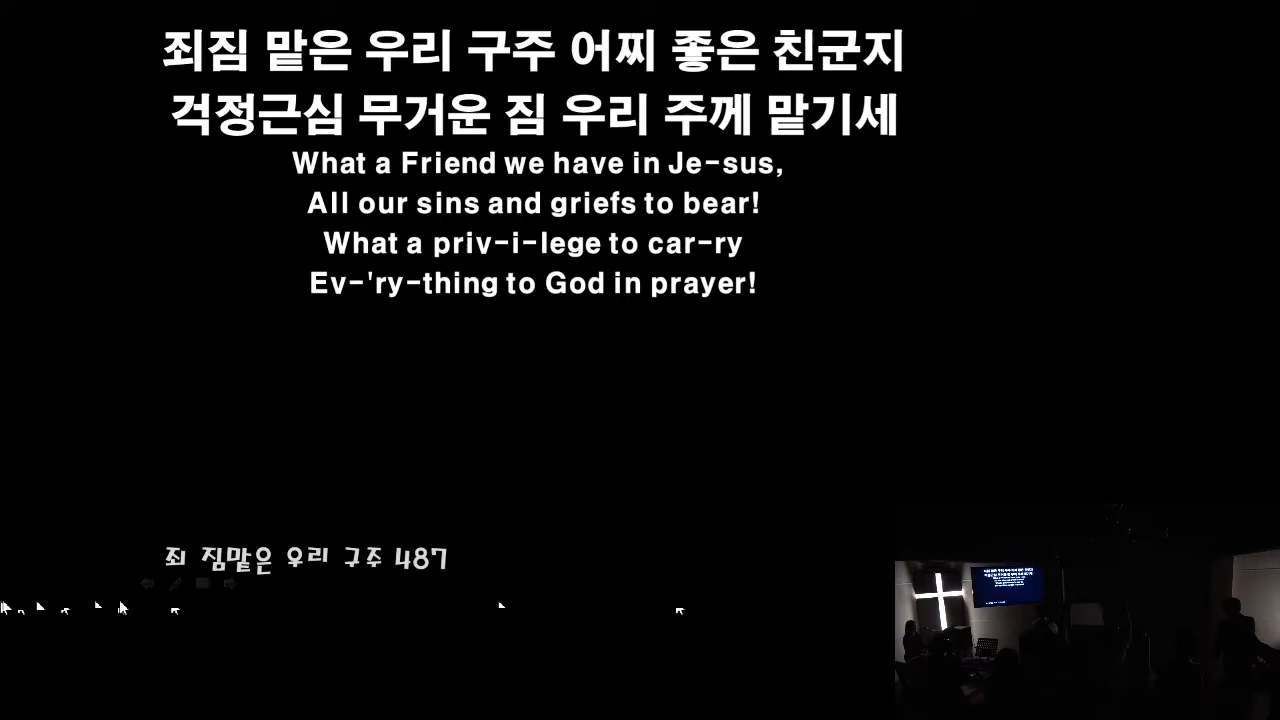 죄짐 맡은 우리 구주 어찌 좋은 친군지
걱정근심 무거운 짐 우리 주께 맡기세
What a Friend we have in Je-sus,
All our sins and griefs to bear!
What a priv-i-lege to car-ry
Ev-'ry-thing to God in prayer!
죄 짐맡은 우리 구주 487